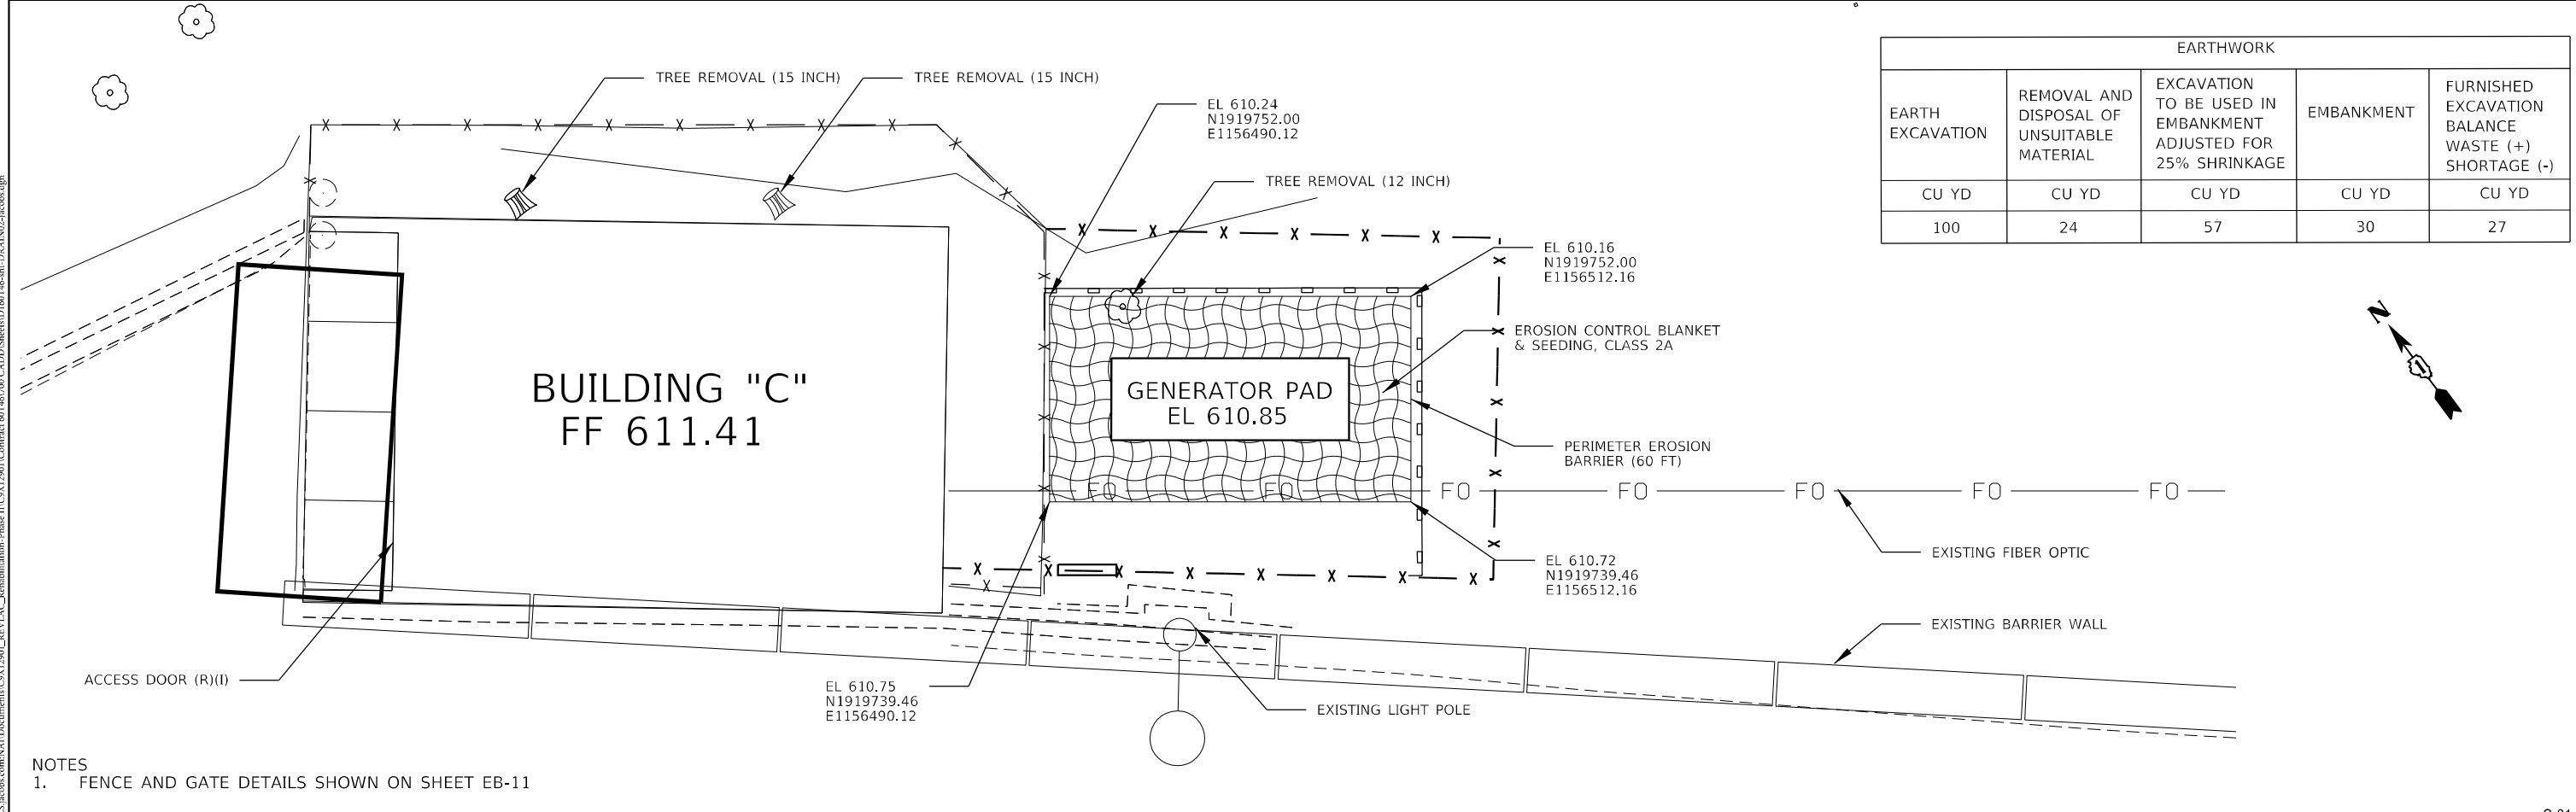 TREE REMOVAL (15 INCH)
TREE REMOVAL (15 INCH)
EL 610.24
N1919752.00
E1156490.12
TREE REMOVAL (12 INCH)
EL 610.16
N1919752.00
E1156512.16
EROSION CONTROL BLANKET
& SEEDING, CLASS 2A
BUILDING "C"
FF 611.41
GENERATOR PAD
EL 610.85
PERIMETER EROSION
BARRIER (60 FT)
FO FO FO FO FO FO FO
EXISTING FIBER OPTIC
EL 610.72
N1919739.46
E1156512.16
EXISTING BARRIER WALL
ACCESS DOOR (R)(I)
EL 610.75
N1919739.46
E1156490.12
EXISTING LIGHT POLE
NOTES
1. FENCE AND GATE DETAILS SHOWN ON SHEET EB-11
EARTHWORK
EARTH
EXCAVATION
REMOVAL AND
DISPOSAL OF
UNSUITABLE
MATERIAL
EXCAVATION
TO BE USED IN
EMBANKMENT
ADJUSTED FOR
25% SHRINKAGE
EMBANKMENT
FURNISHED
EXCAVATION
BALANCE
WASTE (+)
SHORTAGE (-)
CU YD CU YD CU YD CU YD CU YD
100 24 57 30 27
N